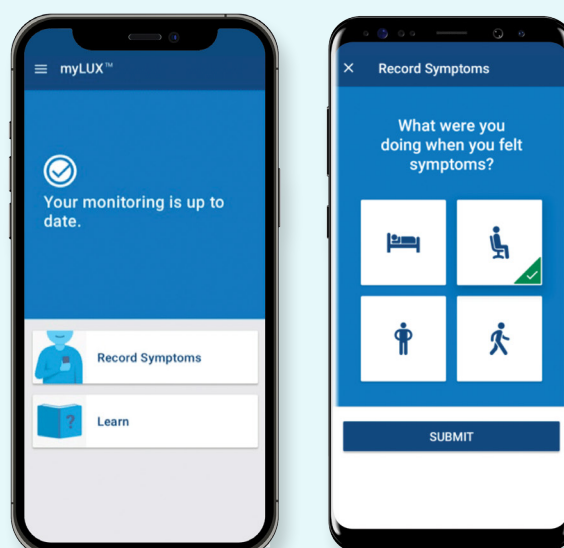 myLUX™
Your monitoring is up to
date.
Record Symptoms
?
Learn
Record Symptoms
What were you
doing when you felt
symptoms?
SUBMIT